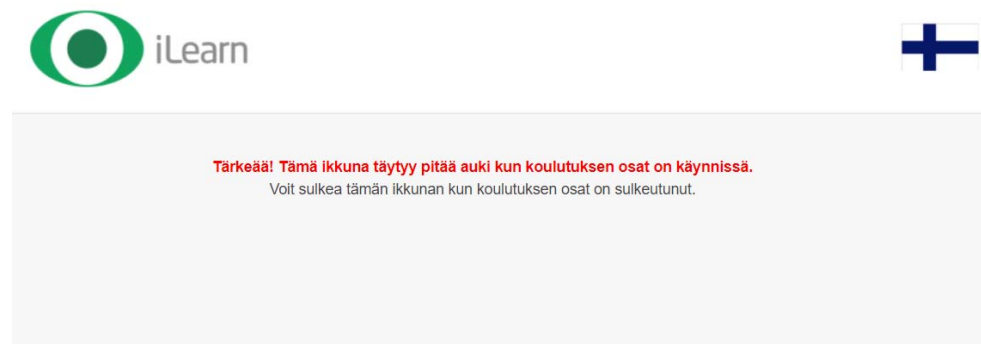 iLearn
Tärkeää! Tämä ikkuna täytyy pitää auki kun koulutuksen osat on käynnissä.
Voit sulkea tämän ikkunan kun koulutuksen osat on sulkeutunut.